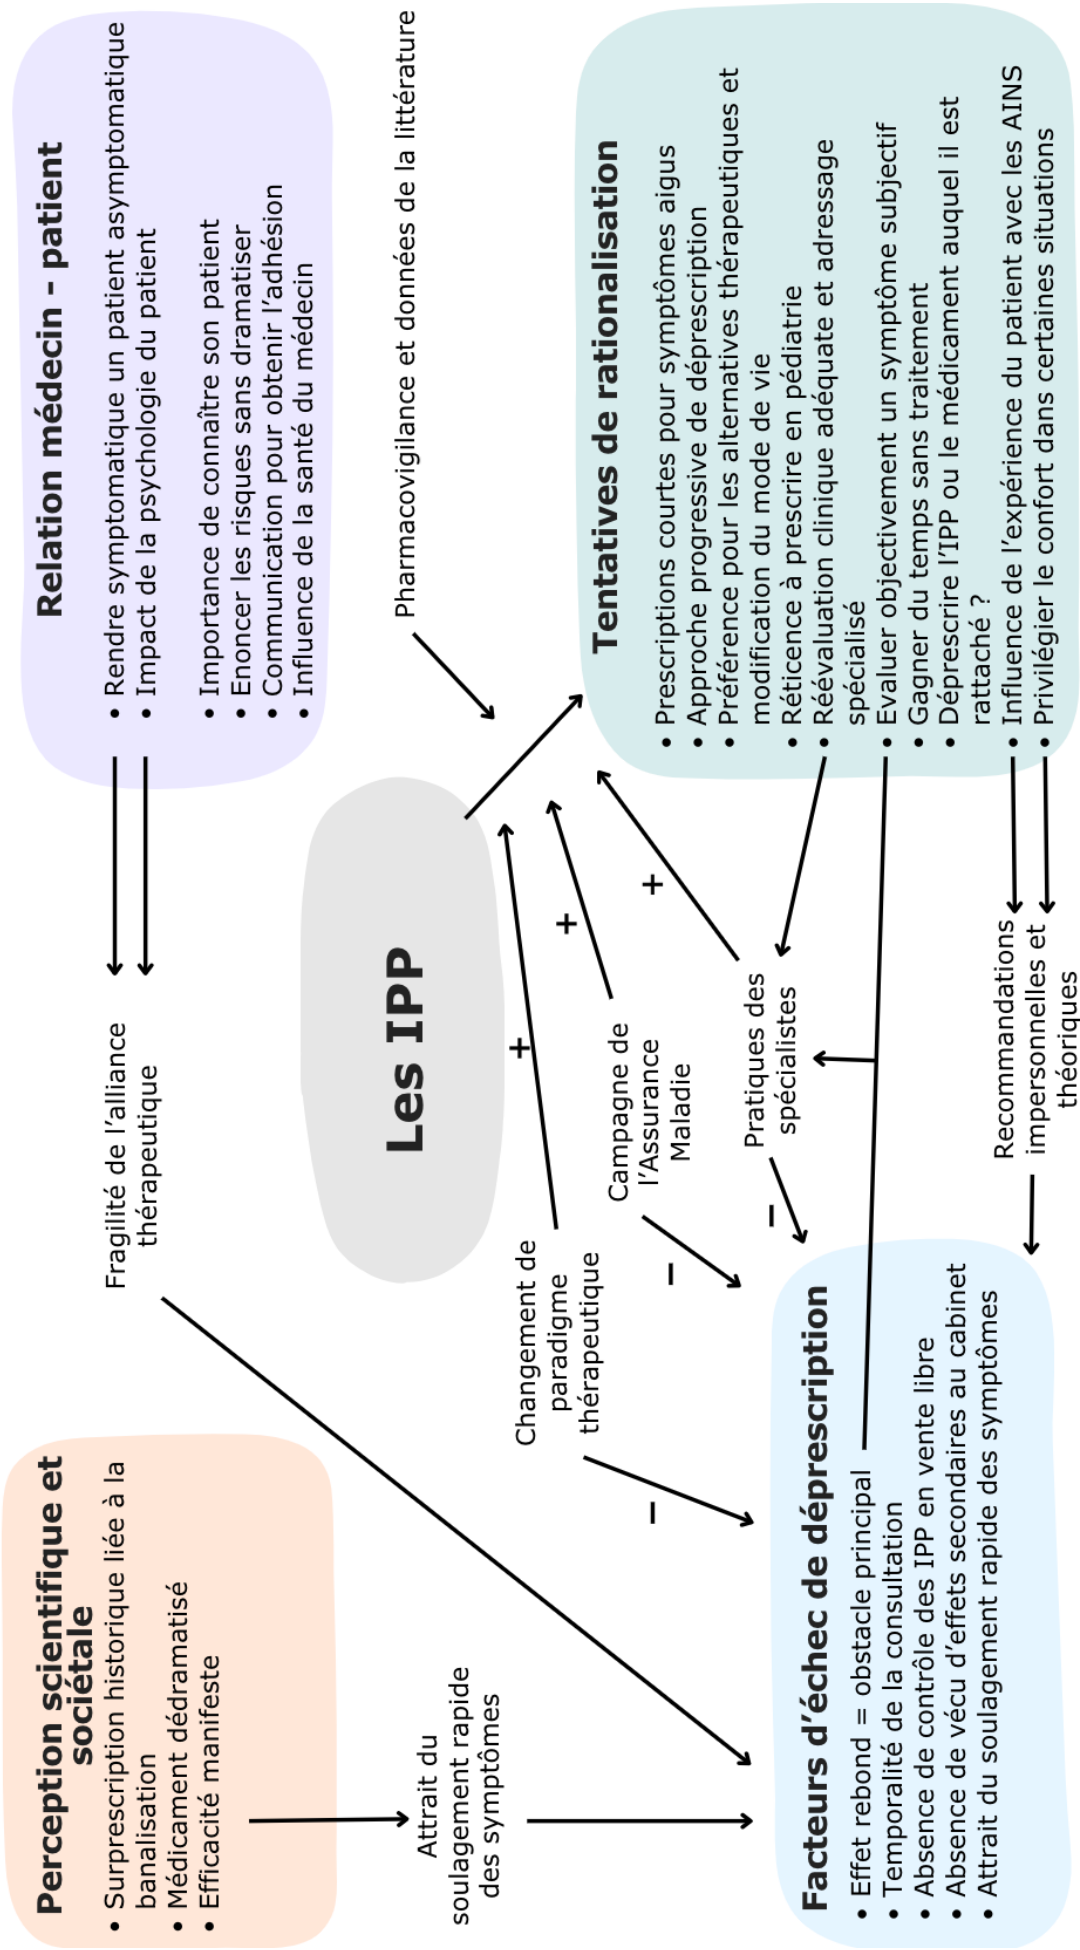 Perception scientifique et
sociétale
• Surprescription historique liée à la
banalisation
• Médicament dédramatisé
• Efficacité manifeste
Relation médecin - patient
• Rendre symptomatique un patient asymptomatique
• Impact de la psychologie du patient
• Importance de connaître son patient
• Enoncer les risques sans dramatiser
• Communication pour obtenir l'adhésion
• Influence de la santé du médecin
Fragilité de l'alliance
thérapeutique
Les IPP
Pharmacovigilance et données de la littérature
Attrait du
soulagement rapide
des symptômes
Changement de
paradigme
thérapeutique
+
−
Campagne de
l'Assurance
Maladie
+
−
Pratiques des
spécialistes
+
−
Tentatives de rationalisation
• Prescriptions courtes pour symptômes aigus
• Approche progressive de déprescription
• Préférence pour les alternatives thérapeutiques et
modification du mode de vie
• Réticence à prescrire en pédiatrie
• Réévaluation clinique adéquate et adressage
spécialisé
• Evaluer objectivement un symptôme subjectif
• Gagner du temps sans traitement
• Déprescrire l'IPP ou le médicament auquel il est
rattaché ?
• Influence de l'expérience du patient avec les AINS
• Privilégier le confort dans certaines situations
Facteurs d'échec de déprescription
• Effet rebond = obstacle principal
• Temporalité de la consultation
• Absence de contrôle des IPP en vente libre
• Absence de vécu d'effets secondaires au cabinet
• Attrait du soulagement rapide des symptômes
Recommandations
impersonnelles et
théoriques